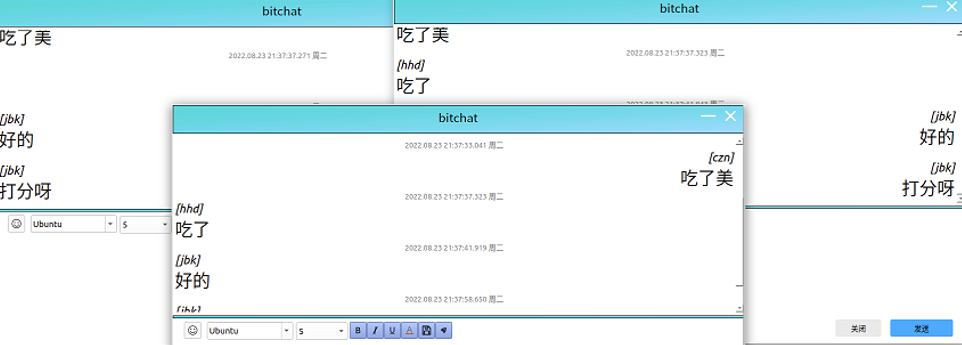 bitchat
吃了美
2022.08.23 21:37:37.271 周二
[jbk]
好的
[jbk]
打分呀
Ubuntu
5
bitchat
吃了美
2022.08.23 21:37:37.323 周二
[hhd]
吃了
[jbk]
好的
[jbk]
打分呀
关闭
发送
bitchat
2022.08.23 21:37:33.041 周二
[czn]
吃了美
2022.08.23 21:37:37.323 周二
[hhd]
吃了
2022.08.23 21:37:41.919 周二
[jbk]
好的
2022.08.23 21:37:58.650 周二
[jbk]
Ubuntu
5
B I U A